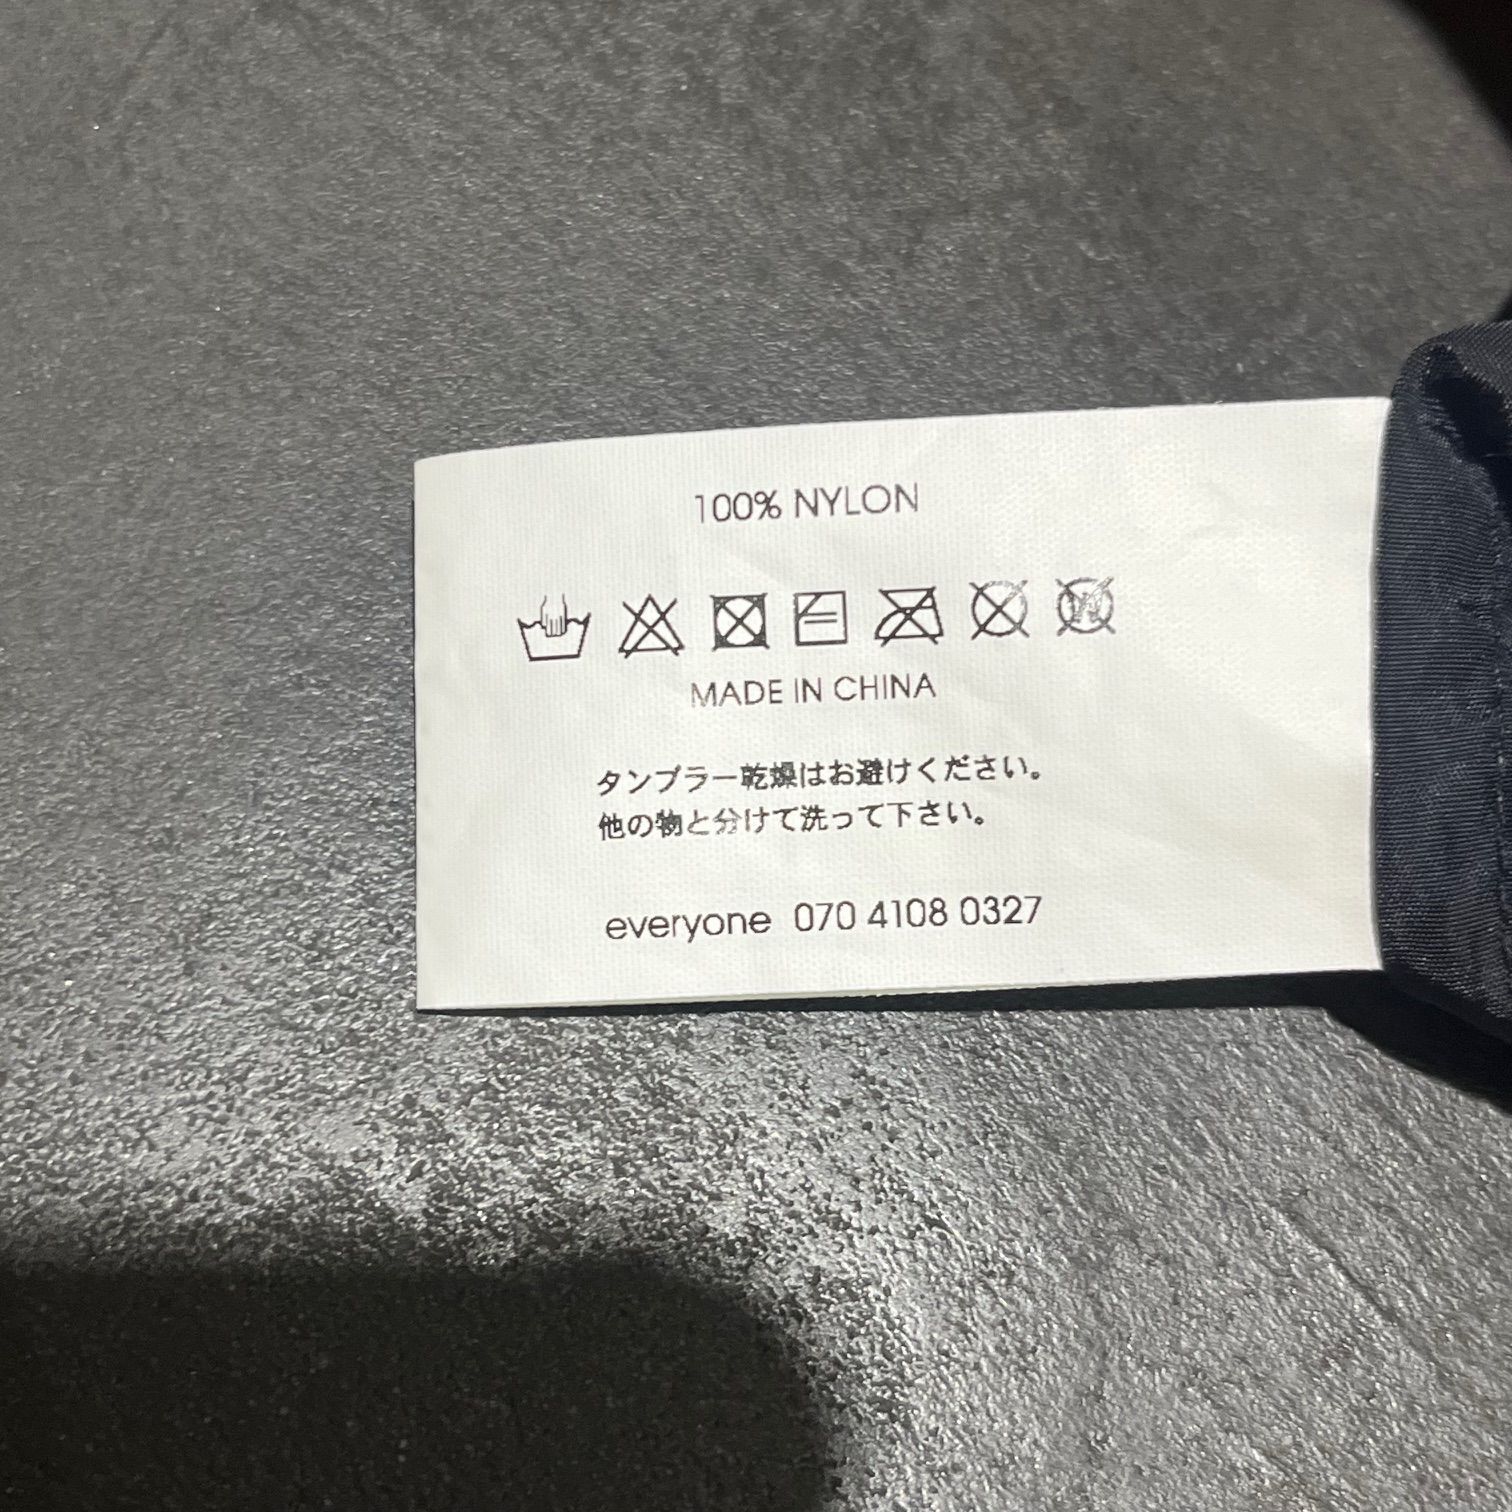 100% NYLON
MADE IN CHINA
タンブラー乾燥はお避けください。
他の物と分けて洗って下さい。
everyone 070 4108 0327